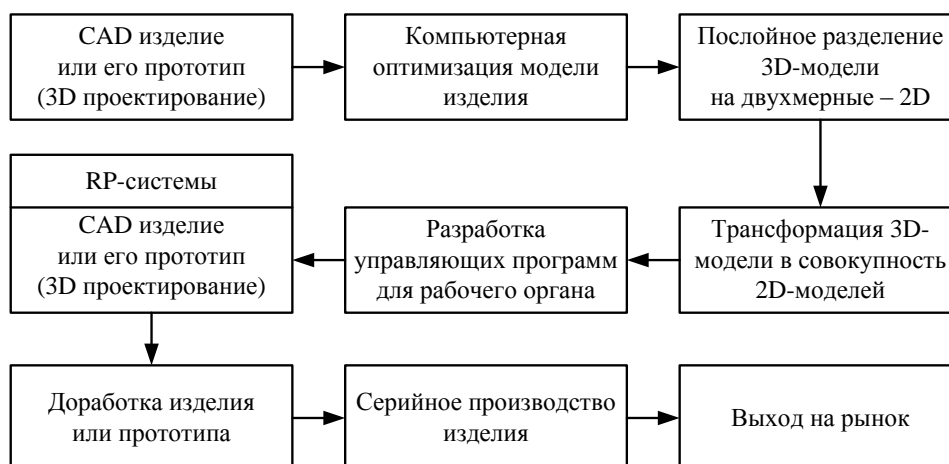 CAD изделие
или его прототип
(3D проектирование)
Компьютерная
оптимизация модели
изделия
Послойное разделение
3D-модели
на двухмерные – 2D
Трансформация 3D-
модели в совокупность
2D-моделей
Разработка
управляющих программ
для рабочего органа
RP-системы
CAD изделие
или его прототип
(3D проектирование)
Доработка изделия
или прототипа
Серийное производство
изделия
Выход на рынок